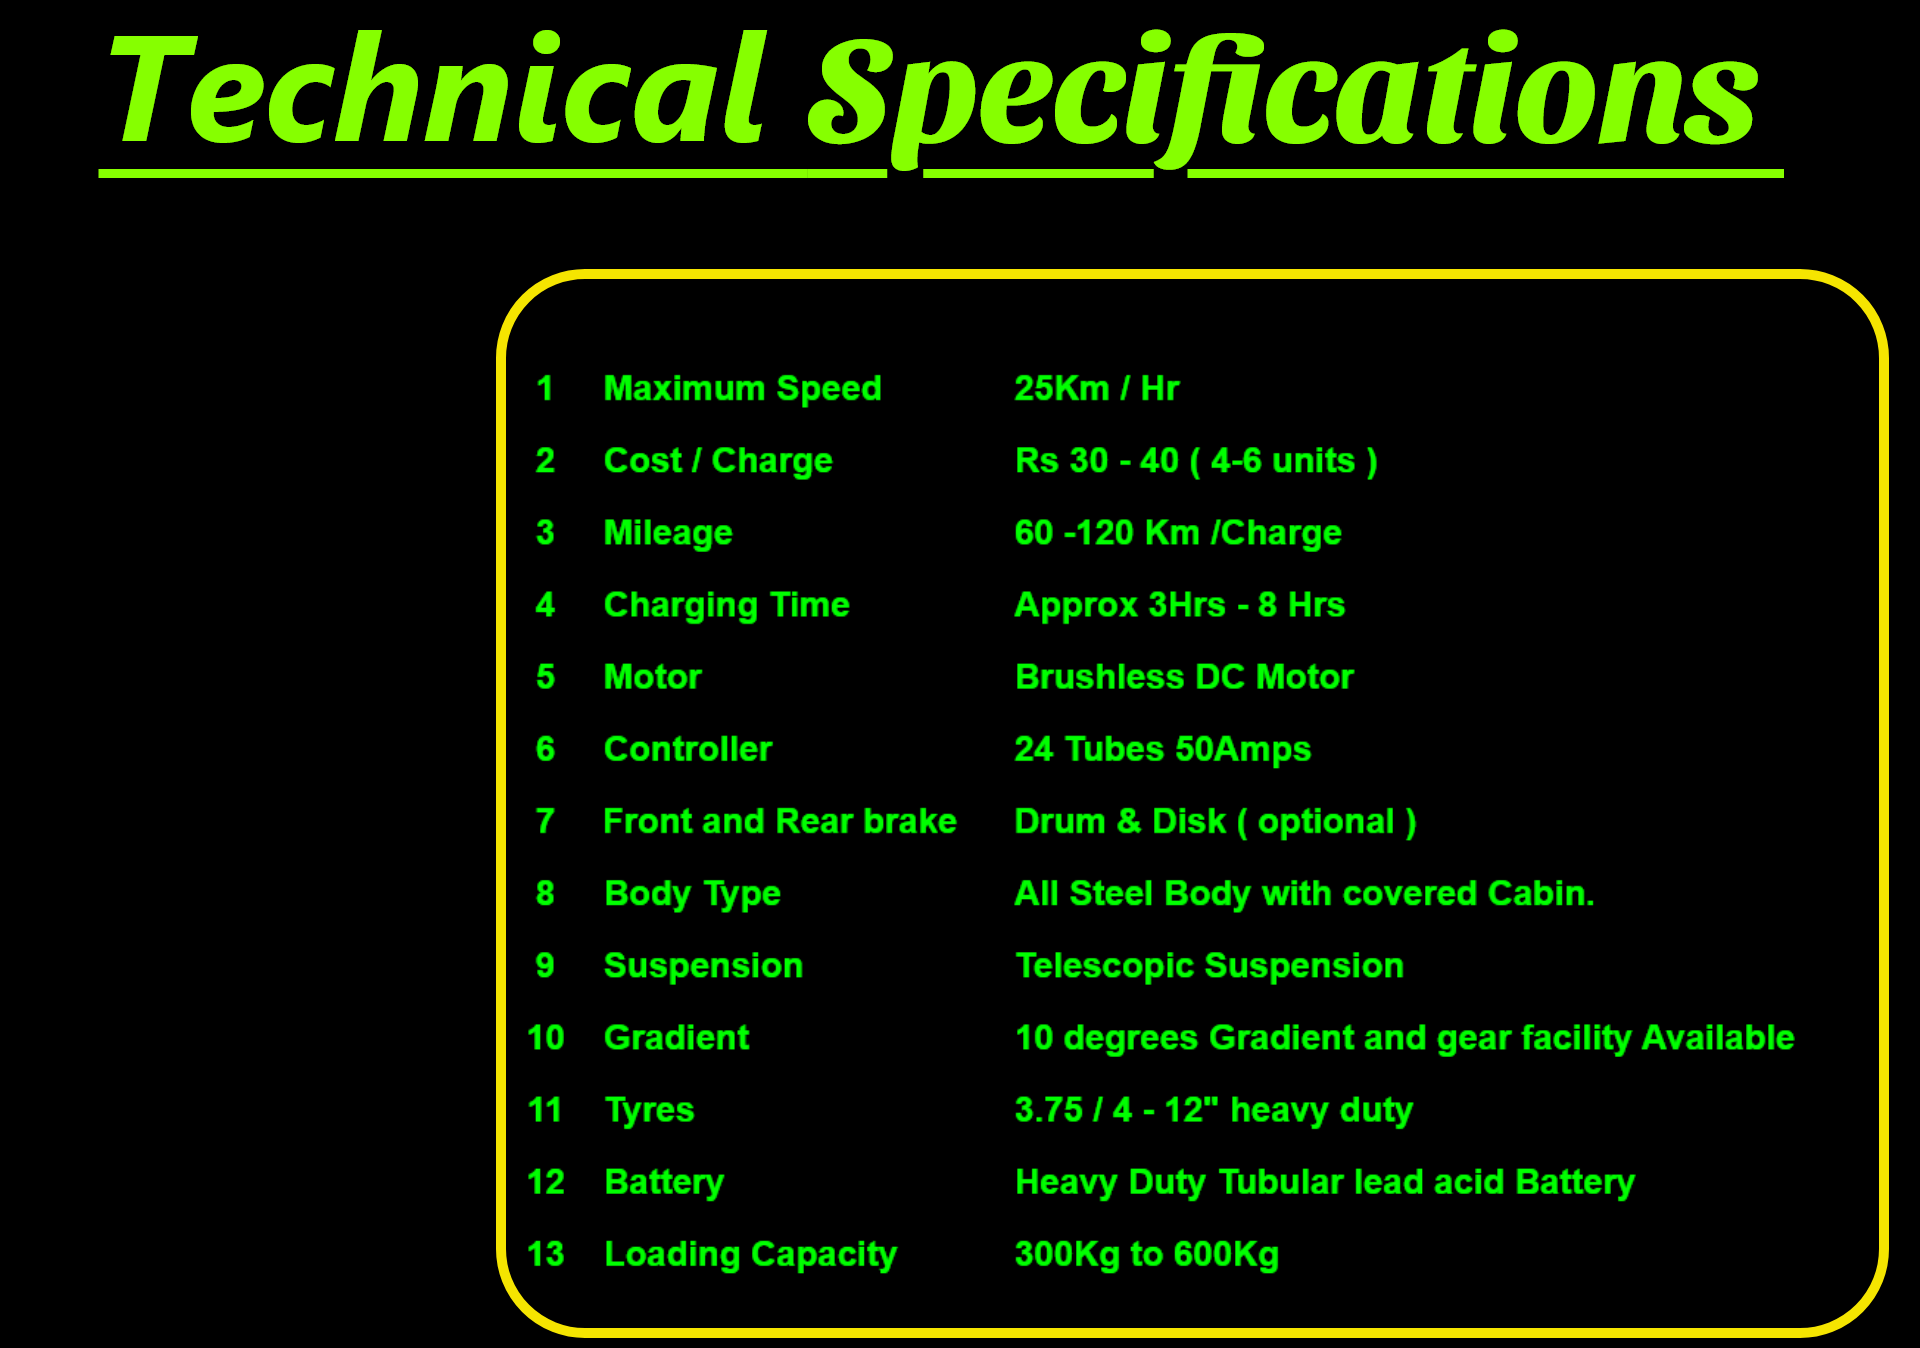 Technical Specifications
1 Maximum Speed 25Km / Hr
2 Cost / Charge Rs 30 - 40 ( 4-6 units )
3 Mileage 60 -120 Km /Charge
4 Charging Time Approx 3Hrs - 8 Hrs
5 Motor Brushless DC Motor
6 Controller 24 Tubes 50Amps
7 Front and Rear brake Drum & Disk ( optional )
8 Body Type All Steel Body with covered Cabin.
9 Suspension Telescopic Suspension
10 Gradient 10 degrees Gradient and gear facility Available
11 Tyres 3.75 / 4 - 12" heavy duty
12 Battery Heavy Duty Tubular lead acid Battery
13 Loading Capacity 300Kg to 600Kg